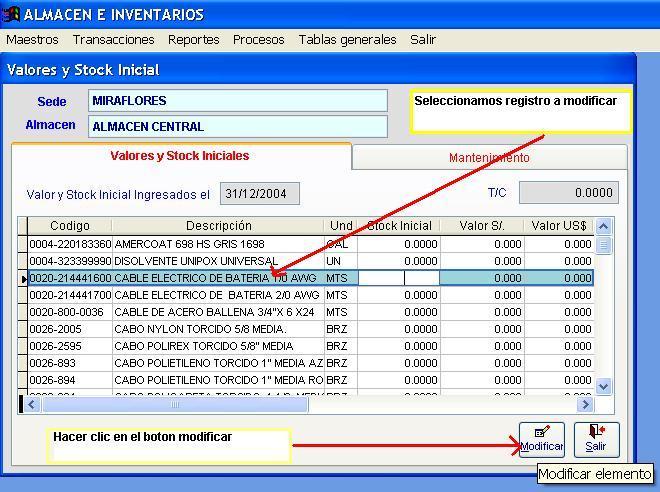 ALMACEN E INVENTARIOS
Maestros Transacciones Reportes Procesos Tablas generales Salir
Valores y Stock Inicial
Sede MIRAFLORES
Seleccionamos registro a modificar
Almacen ALMACEN CENTRAL
Valores y Stock Iniciales Mantenimiento
Valor y Stock Inicial Ingresados el 31/12/2004 T/C 0.0000
Codigo Descripción Und Stock Inicial Valor S/. Valor US$
0004-220183360 AMERCOAT 698 HS GRIS 1698 GAL 0.0000 0.000 0.000
0004-323399990 DISOLVENTE UNIPOX UNIVERSAL UN 0.0000 0.000 0.000
0020-214441600 CABLE ELECTRICO DE BATERIA 1/0 AWG MTS 0.000 0.000
0020-214441700 CABLE ELECTRICO DE BATERIA 2/0 AWG MTS 0.0000 0.000 0.000
0020-800-0036 CABLE DE ACERO BALLENA 3/4"X 6 X24 MTS 0.0000 0.000 0.000
0026-2005 CABO NYLON TORCIDO 5/8 MEDIA. BRZ 0.0000 0.000 0.000
0026-2595 CABO POLIREX TORCIDO 5/8" MEDIA BRZ 0.0000 0.000 0.000
0026-893 CABO POLIETILENO TORCIDO 1" MEDIA AZ BRZ 0.0000 0.000 0.000
0026-894 CABO POLIETILENO TORCIDO 1" MEDIA RO BRZ 0.0000 0.000 0.000
Hacer clic en el boton modificar
Modificar Salir
Modificar elemento